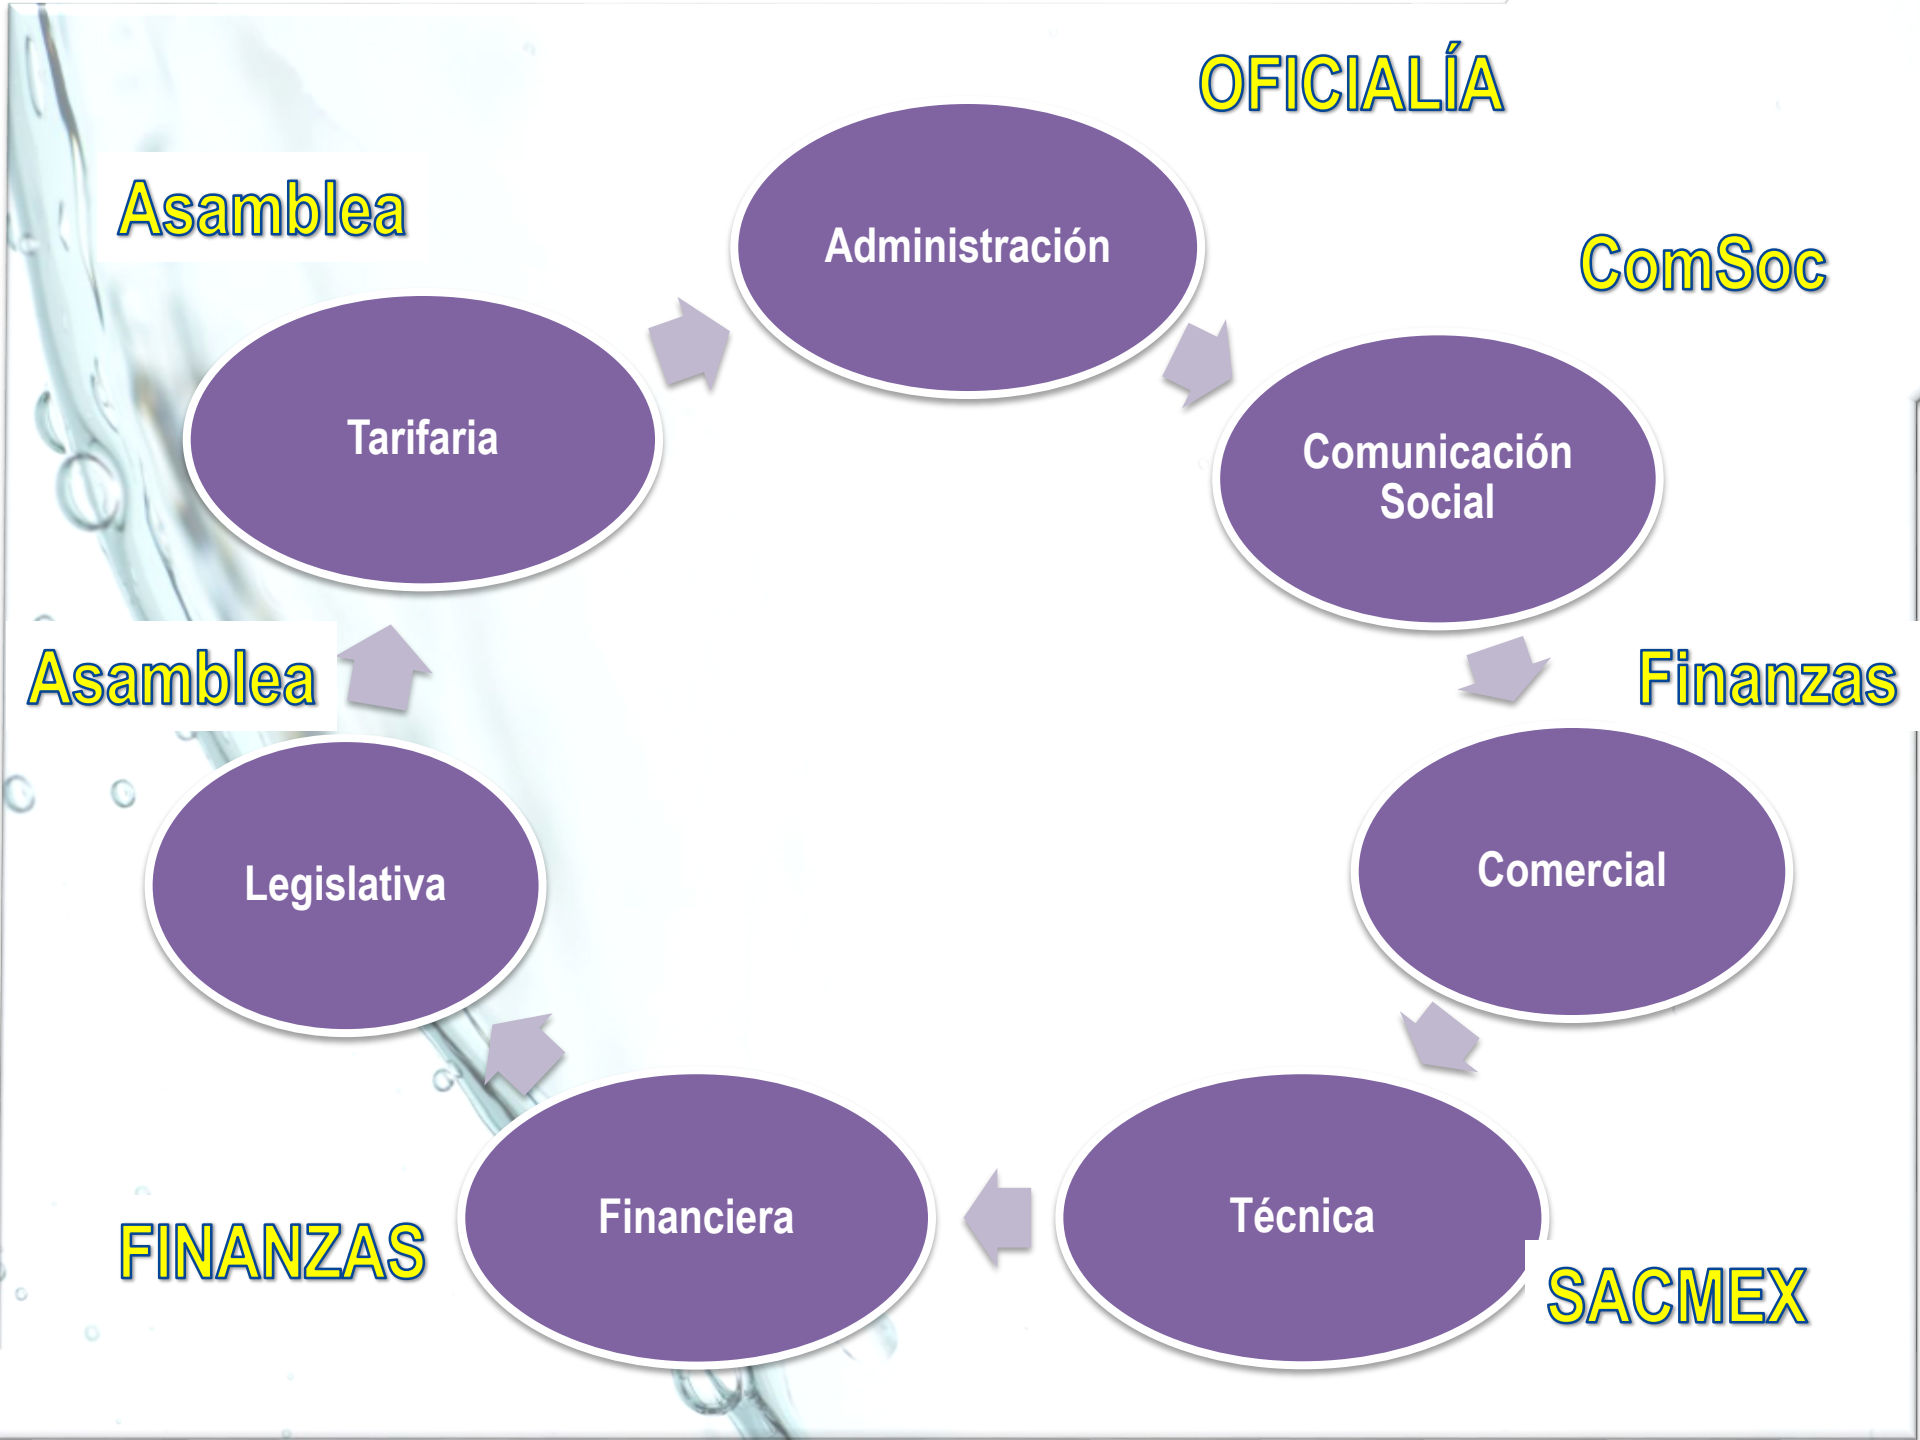 OFICIALÍA
Administración
Asamblea
ComSoc
Tarifaria
Comunicación
Social
Asamblea
Finanzas
Legislativa
Comercial
Financiera
Técnica
FINANZAS
SACMEX